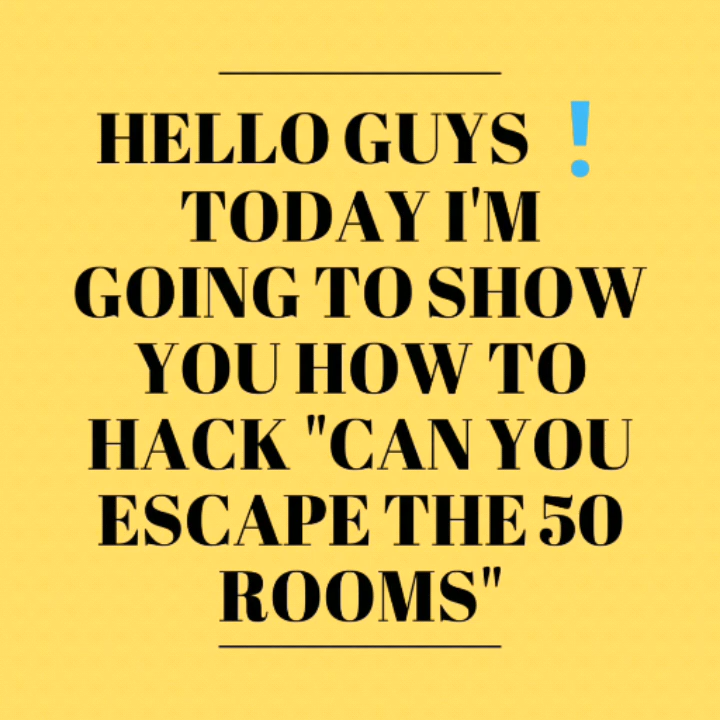 HELLO GUYS ❗
TODAY I'M
GOING TO SHOW
YOU HOW TO
HACK "CAN YOU
ESCAPE THE 50
ROOMS"